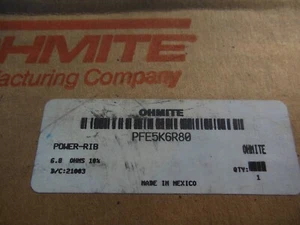 OHMITE
facturing Company
OHMITE
PFE5K6R80
POWER-RIB
OHMITE
6.8 OHMS 10%
D/C:21003
QTY:
1
MADE IN MEXICO